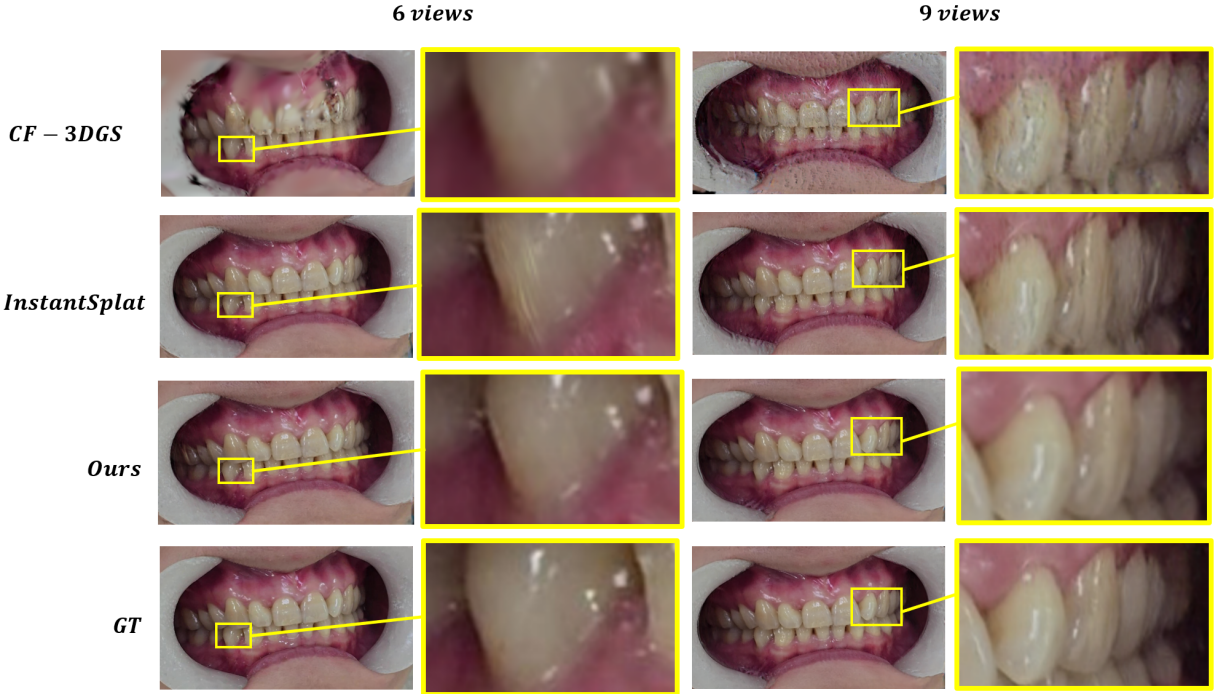 6 views
9 views
CF − 3DGS
InstantSplat
Ours
GT